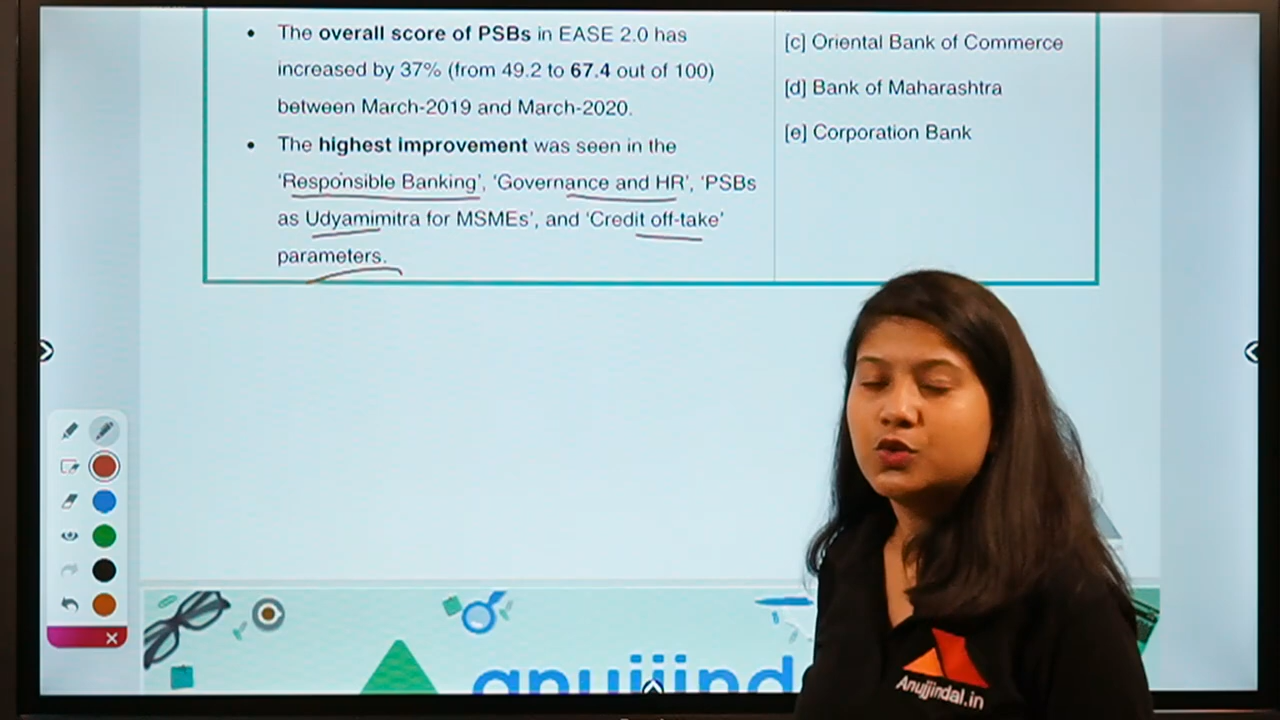 The overall score of PSBs in EASE 2.0 has
increased by 37% (from 49.2 to 67.4 out of 100)
between March-2019 and March-2020.
The highest improvement was seen in the
‘Responsible Banking’, ‘Governance and HR’, ‘PSBs
as Udyamimitra for MSMEs’, and ‘Credit off-take’
parameters.
[c] Oriental Bank of Commerce
[d] Bank of Maharashtra
[e] Corporation Bank
anujjind
Anujjindal.in